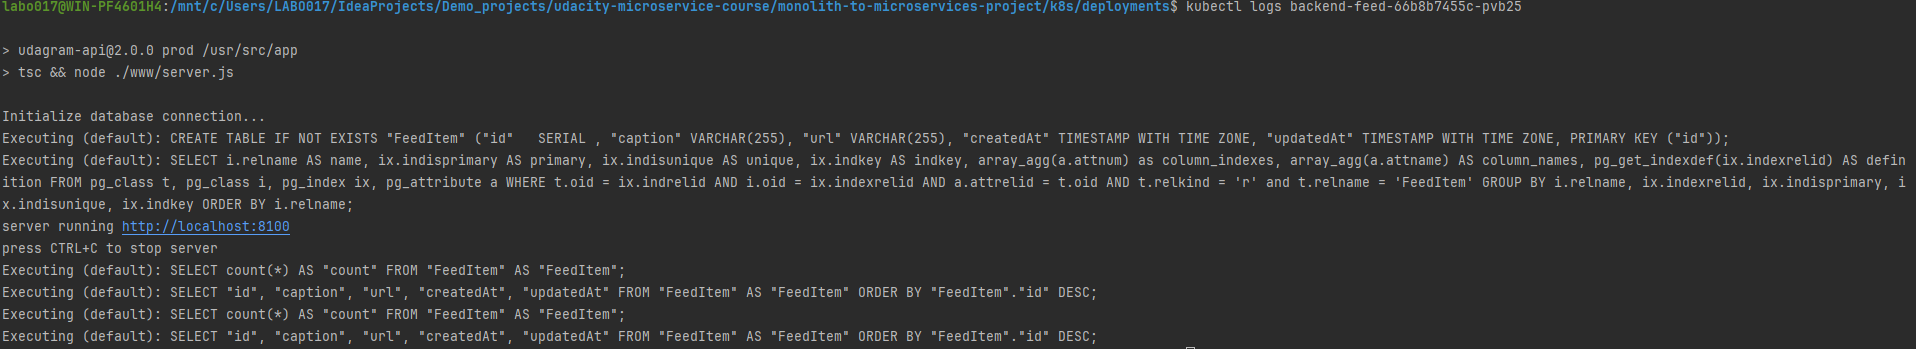 labo017@WIN-PF4601H4:/mnt/c/Users/LABO017/IdeaProjects/Demo_projects/udacity-microservice-course/monolith-to-microservices-project/k8s/deployments$ kubectl logs backend-feed-66b8b7455c-pvb25
> udagram-api@2.0.0 prod /usr/src/app
> tsc && node ./www/server.js
Initialize database connection...
Executing (default): CREATE TABLE IF NOT EXISTS "FeedItem" ("id"   SERIAL , "caption" VARCHAR(255), "url" VARCHAR(255), "createdAt" TIMESTAMP WITH TIME ZONE, "updatedAt" TIMESTAMP WITH TIME ZONE, PRIMARY KEY ("id"));
Executing (default): SELECT i.relname AS name, ix.indisprimary AS primary, ix.indisunique AS unique, ix.indkey AS indkey, array_agg(a.attnum) as column_indexes, array_agg(a.attname) AS column_names, pg_get_indexdef(ix.indexrelid) AS defin
ition FROM pg_class t, pg_class i, pg_index ix, pg_attribute a WHERE t.oid = ix.indrelid AND i.oid = ix.indexrelid AND a.attrelid = t.oid AND t.relkind = 'r' and t.relname = 'FeedItem' GROUP BY i.relname, ix.indexrelid, ix.indisprimary, i
x.indisunique, ix.indkey ORDER BY i.relname;
server running http://localhost:8100
press CTRL+C to stop server
Executing (default): SELECT count(*) AS "count" FROM "FeedItem" AS "FeedItem";
Executing (default): SELECT "id", "caption", "url", "createdAt", "updatedAt" FROM "FeedItem" AS "FeedItem" ORDER BY "FeedItem"."id" DESC;
Executing (default): SELECT count(*) AS "count" FROM "FeedItem" AS "FeedItem";
Executing (default): SELECT "id", "caption", "url", "createdAt", "updatedAt" FROM "FeedItem" AS "FeedItem" ORDER BY "FeedItem"."id" DESC;